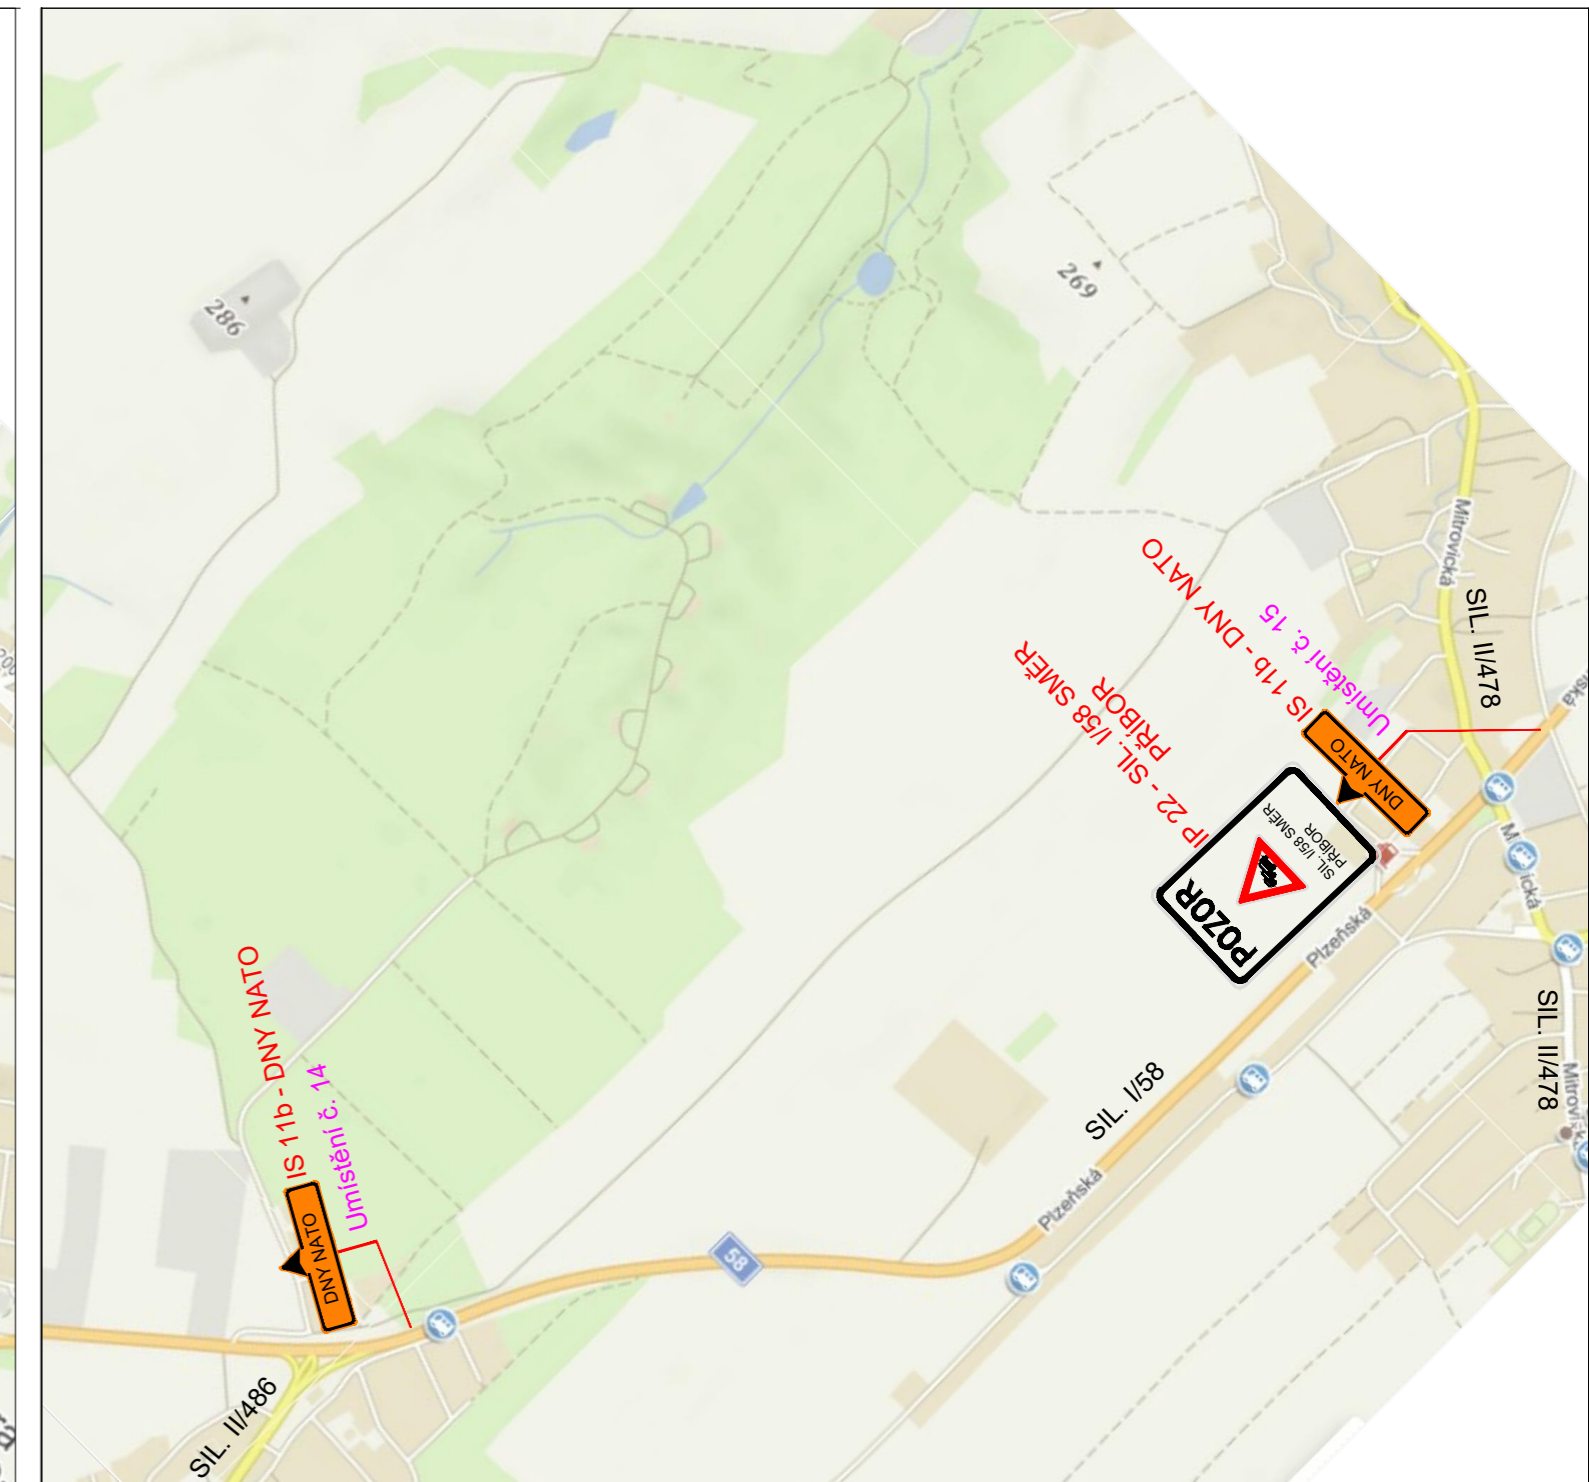 286
269
IS 11b - DNY NATO
Umístění č. 15
IP 22 - SIL. I/58 SMĚR
PŘÍBOR
DNY NATO
POZOR
SIL. I/58 SMĚR
PŘÍBOR
Mitrovická
SIL. II/478
Plzeňská
SIL. II/478
SIL. I/58
Plzeňská
58
IS 11b - DNY NATO
Umístění č. 14
DNY NATO
SIL. II/486